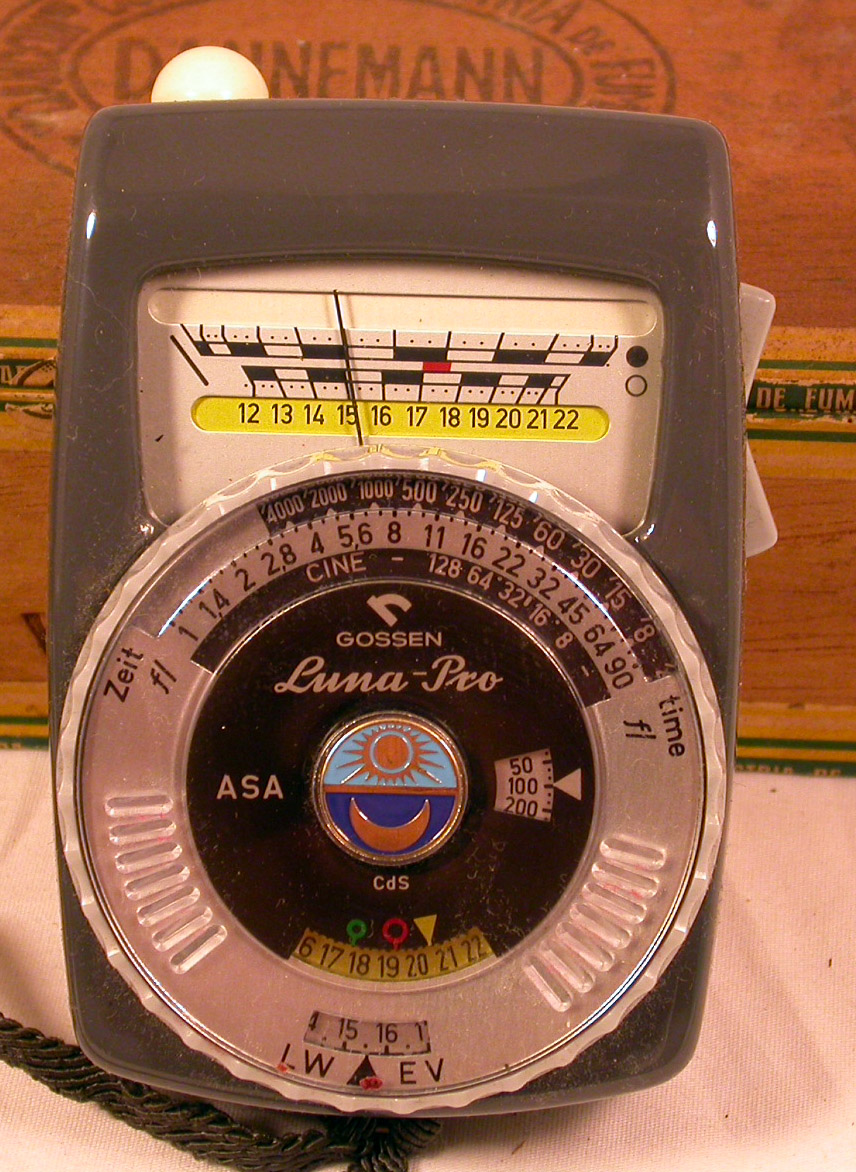 DANNEMANN
12 13 14 15 16 17 18 19 20 21 22
DE FUM
4000 2000 1000 500 250 125 60 30 15 8
1 1,4 2 2,8 4 5,6 8 11 16 22 32 45 64 90
CINE - 128 64 32 16 8 -
Zeit
f/
time
f/
GOSSEN
Luna-Pro
ASA
50
100
200
CdS
6 17 18 19 20 21 22
4 15 16 1
LW EV